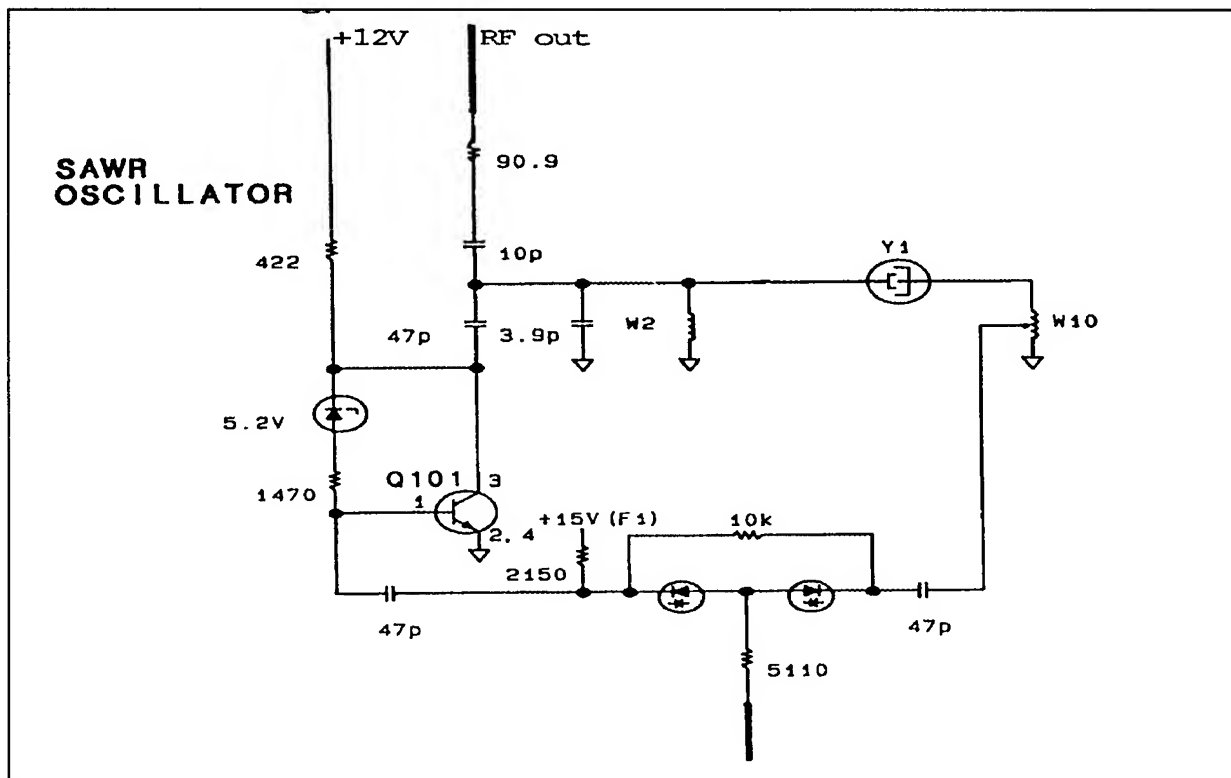 +12V
RF out
SAWR
OSCILLATOR
90.9
422
10p
Y1
47p
3.9p
W2
W10
5.2V
1470
Q101
3
1
2.4
+15V (F1)
10k
2150
47p
47p
5110